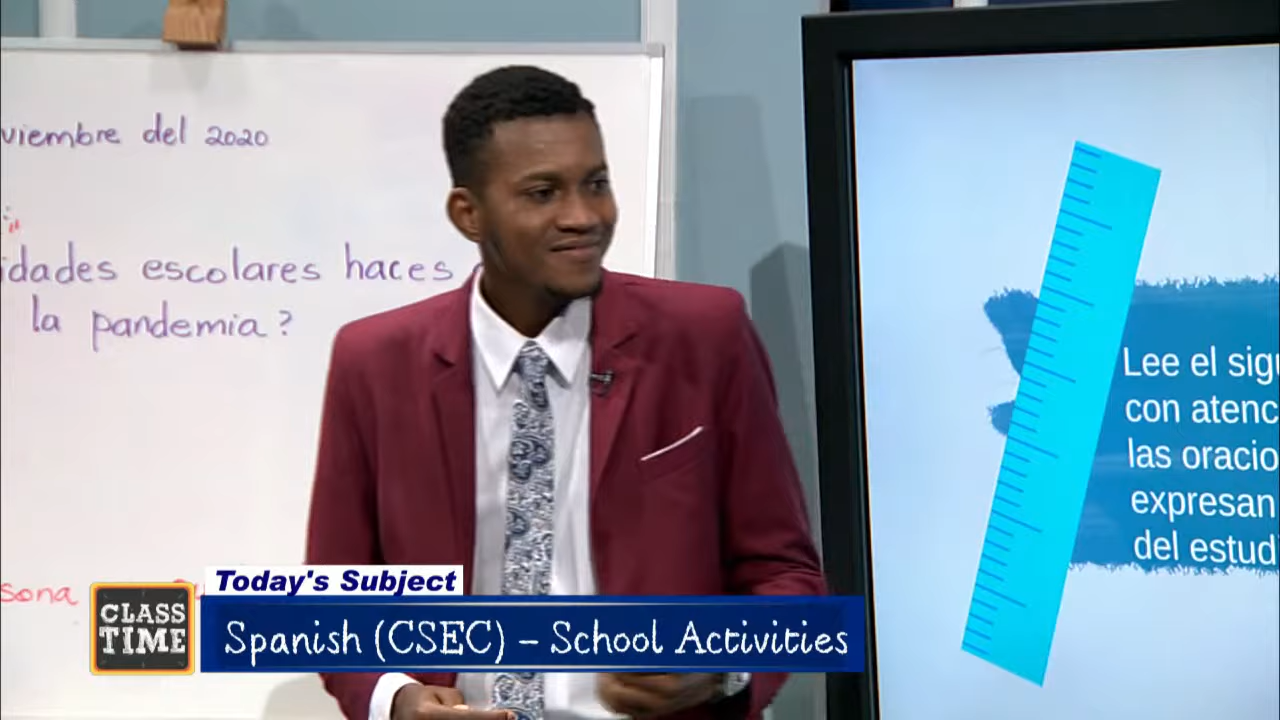 viembre del 2020
idades escolares haces
la pandemia?
sona
Lee el sigu
con atenc
las oracio
expresan
del estudi
Today's Subject
CLASS
TIME
Spanish (CSEC) – School Activities